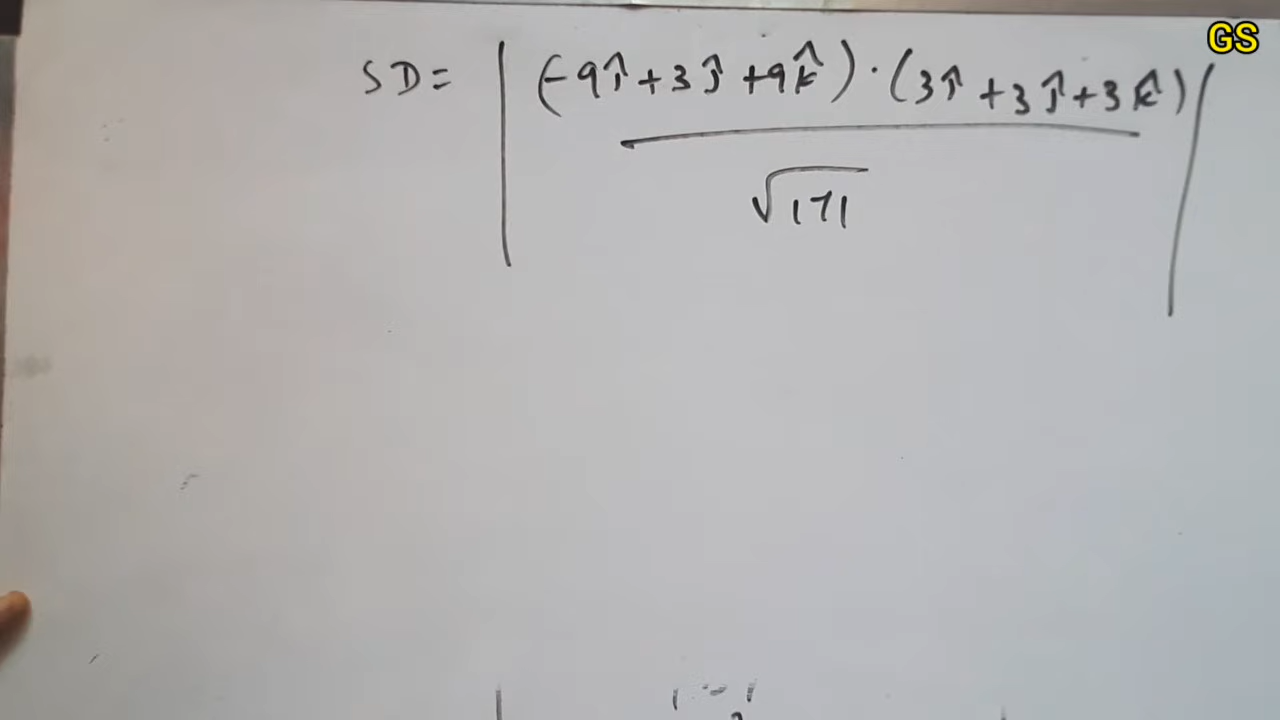 GS
SD = | (-9î + 3ĵ + 9k̂) · (3î + 3ĵ + 3k̂) |
√171